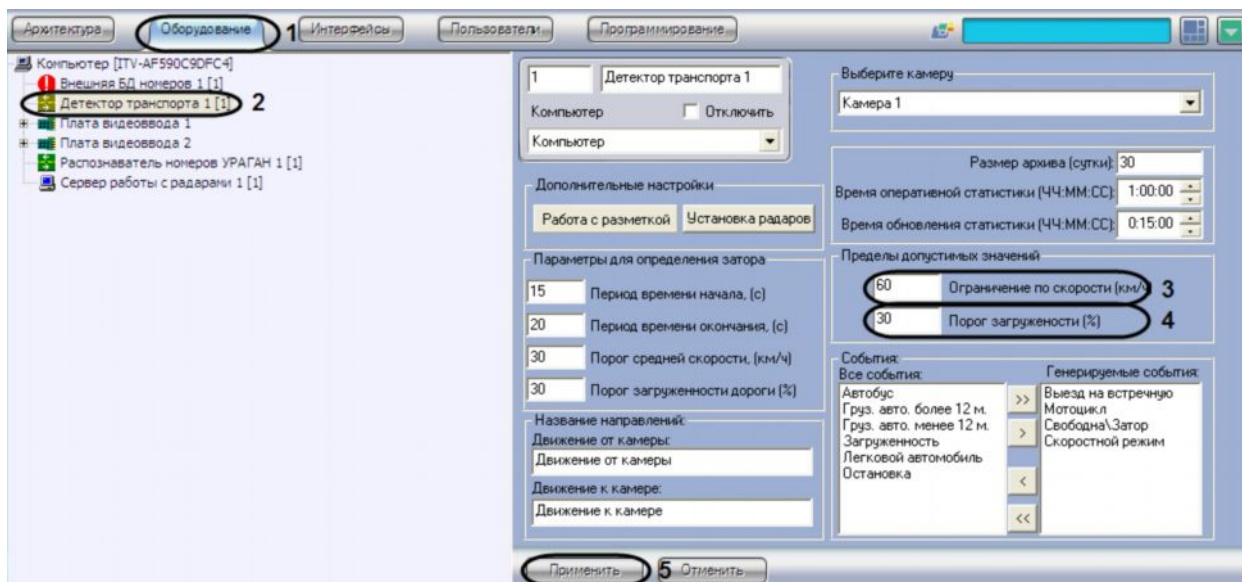 Архитектура Оборудование 1 Интерфейсы Пользователи Программирование
Компьютер [ITV-AF590C9DFC4]
Внешняя БД номеров 1 [1]
Детектор транспорта 1 [1] 2
Плата видеоввода 1
Плата видеоввода 2
Распознаватель номеров УРАГАН 1 [1]
Сервер работы с радарами 1 [1]
1 Детектор транспорта 1
Компьютер Отключить
Компьютер
Дополнительные настройки
Работа с разметкой Установка радаров
Параметры для определения затора
15 Период времени начала, (с)
20 Период времени окончания, (с)
30 Порог средней скорости, (км/ч)
30 Порог загруженности дороги (%)
Название направлений:
Движение от камеры:
Движение от камеры
Движение к камере:
Движение к камере
Выберите камеру
Камера 1
Размер архива (сутки): 30
Время оперативной статистики (ЧЧ:ММ:СС): 1:00:00
Время обновления статистики (ЧЧ:ММ:СС): 0:15:00
Пределы допустимых значений
60 Ограничение по скорости (км/ч 3
30 Порог загружености (%) 4
События:
Все события:
Автобус
Груз. авто. более 12 м.
Груз. авто. менее 12 м.
Загруженность
Легковой автомобиль
Остановка
>>
>
<
<<
Генерируемые события:
Выезд на встречную
Мотоцикл
Свободна\Затор
Скоростной режим
Применить 5 Отменить